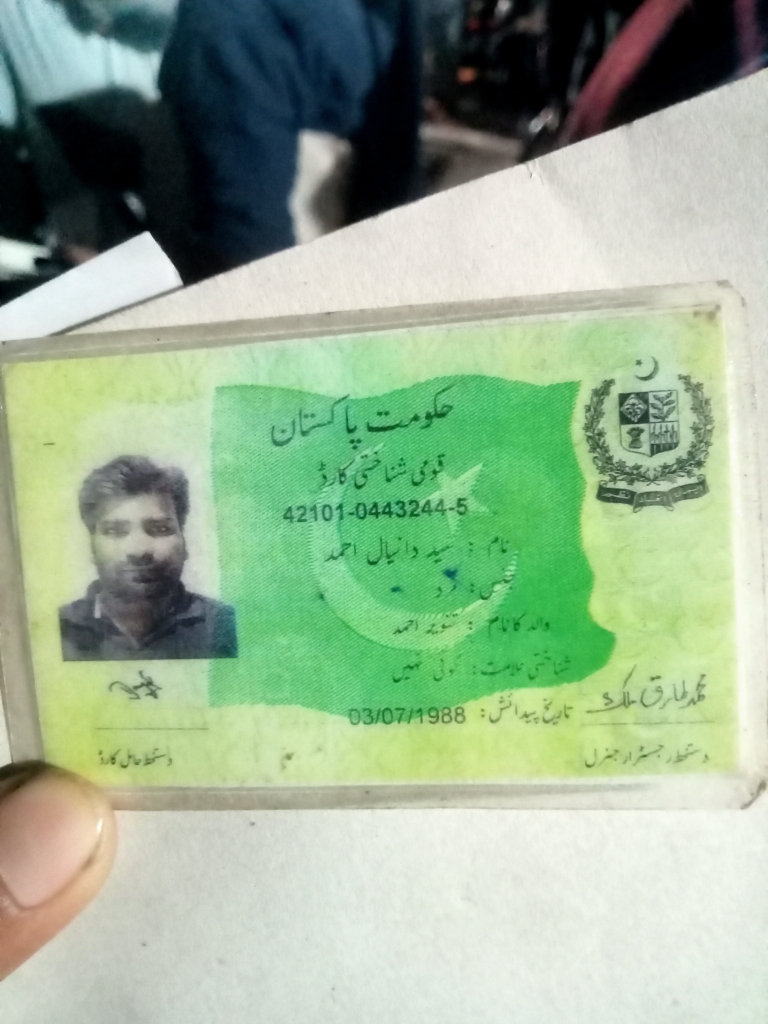 حکومت پاکستان
قومی شناختی کارڈ
42101-0443244-5
نام: سید دانیال احمد
جنس: مرد
والد کا نام: تنویر احمد
شناختی علامت: کوئی نہیں
تاریخ پیدائش: 03/07/1988
محمد طارق ملک
دستخط حامل کارڈ
دستخط رجسٹرار جنرل